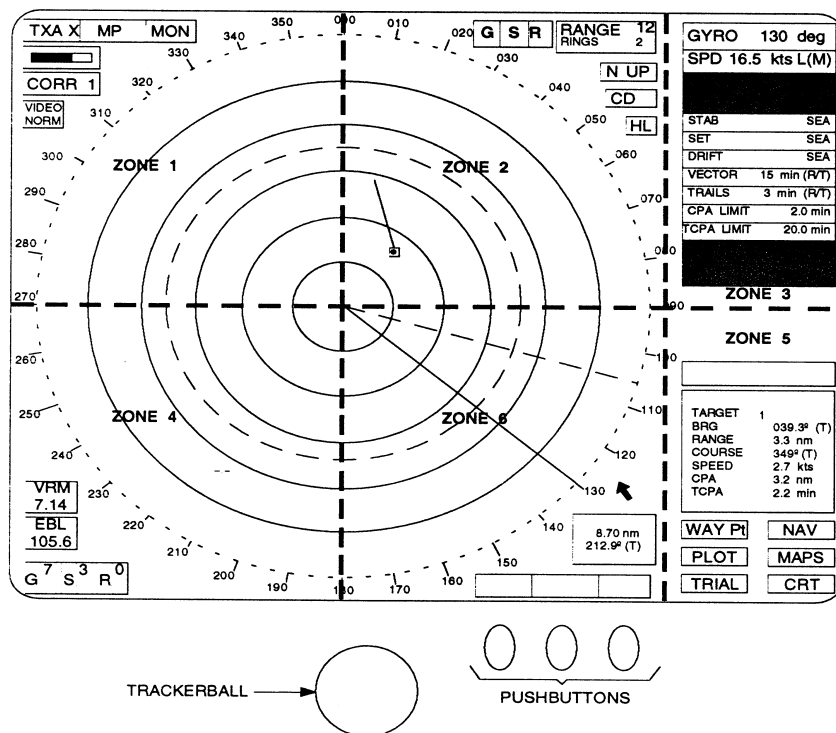 TXA X MP MON
CORR 1
VIDEO
NORM
G S R
RANGE 12
RINGS 2
N UP
CD
HL
000
010
020
030
040
050
060
070
080
090
100
110
120
130
140
150
160
170
180
190
200
210
220
230
240
250
260
270
280
290
300
310
320
330
340
350
ZONE 1
ZONE 2
ZONE 4
ZONE 6
VRM
7.14
EBL
105.6
G 7 S 3 R 0
8.70 nm
212.9º (T)
GYRO 130 deg
SPD 16.5 kts L(M)
STAB SEA
SET SEA
DRIFT SEA
VECTOR 15 min (R/T)
TRAILS 3 min (R/T)
CPA LIMIT 2.0 min
TCPA LIMIT 20.0 min
ZONE 3
ZONE 5
TARGET 1
BRG 039.3º (T)
RANGE 3.3 nm
COURSE 349º (T)
SPEED 2.7 kts
CPA 3.2 nm
TCPA 2.2 min
WAY Pt NAV
PLOT MAPS
TRIAL CRT
TRACKERBALL
PUSHBUTTONS